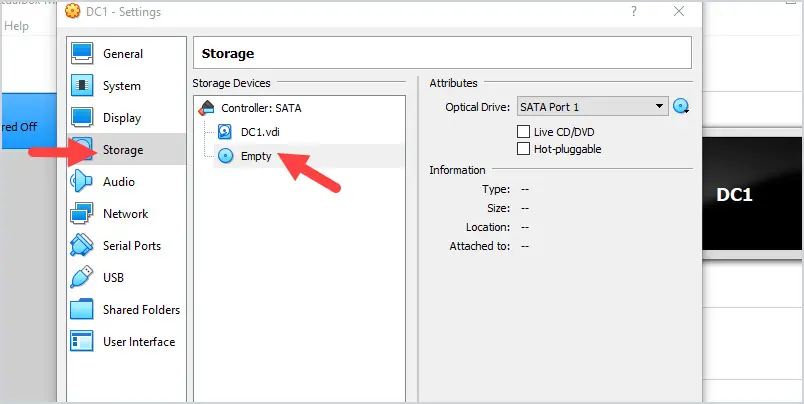 DC1 - Settings
?
Help
General
System
Display
Storage
Audio
Network
Serial Ports
USB
Shared Folders
User Interface
red Off
Storage
Storage Devices
Controller: SATA
DC1.vdi
Empty
Attributes
Optical Drive: SATA Port 1
Live CD/DVD
Hot-pluggable
Information
Type: --
Size: --
Location: --
Attached to: --
DC1